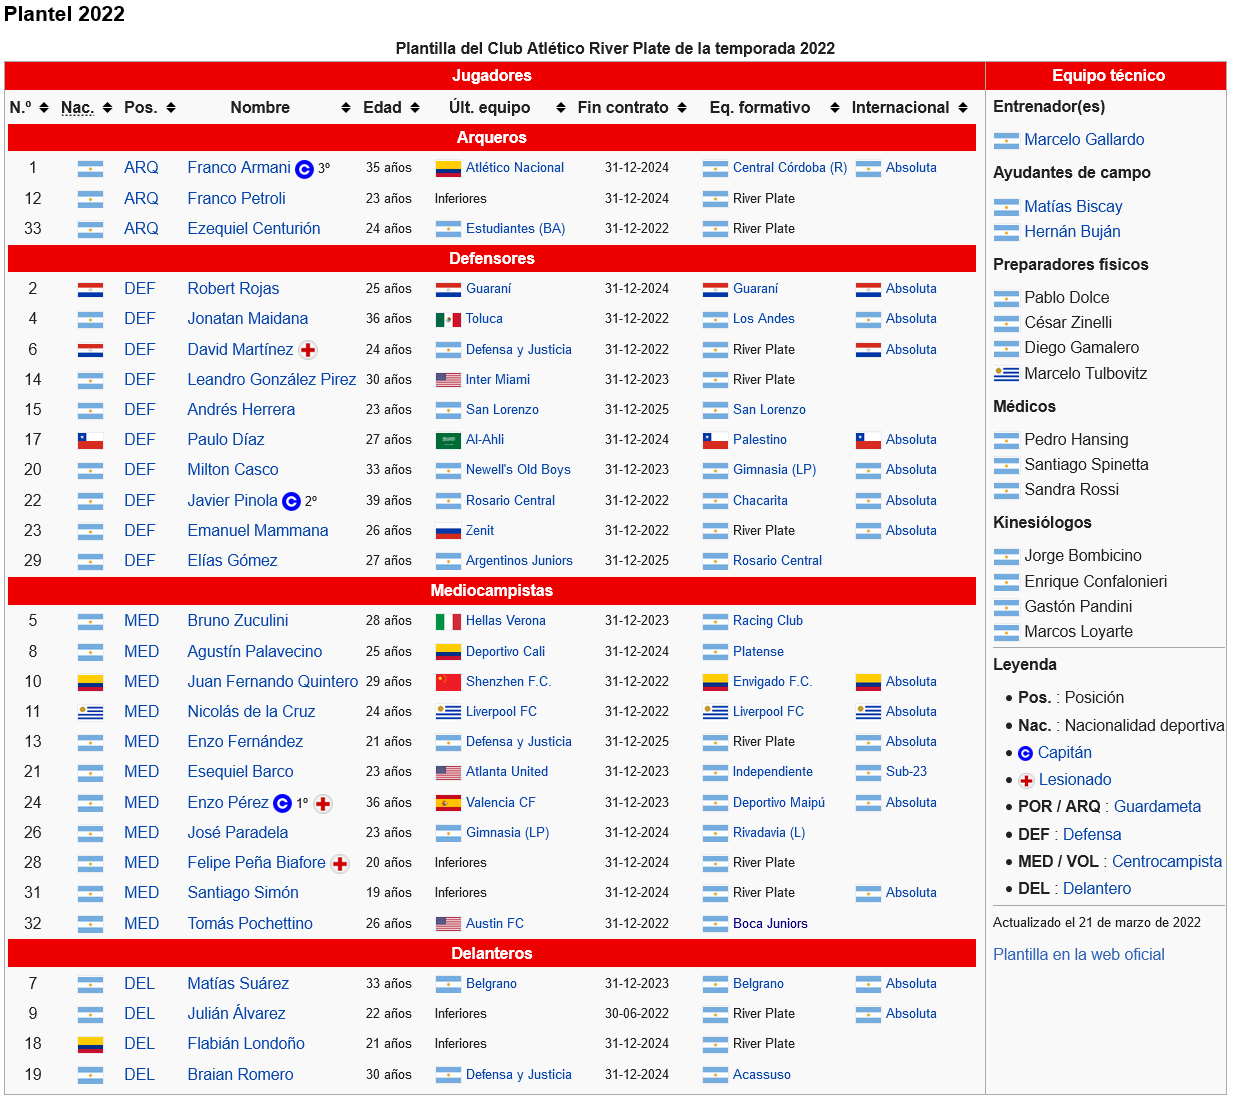 Plantel 2022
Plantilla del Club Atlético River Plate de la temporada 2022
Jugadores
N.º Nac. Pos. Nombre Edad Últ. equipo Fin contrato Eq. formativo Internacional
Arqueros
1 ARQ Franco Armani C 3º 35 años Atlético Nacional 31-12-2024 Central Córdoba (R) Absoluta
12 ARQ Franco Petroli 23 años Inferiores 31-12-2024 River Plate
33 ARQ Ezequiel Centurión 24 años Estudiantes (BA) 31-12-2022 River Plate
Defensores
2 DEF Robert Rojas 25 años Guaraní 31-12-2024 Guaraní Absoluta
4 DEF Jonatan Maidana 36 años Toluca 31-12-2022 Los Andes Absoluta
6 DEF David Martínez 24 años Defensa y Justicia 31-12-2022 River Plate Absoluta
14 DEF Leandro González Pirez 30 años Inter Miami 31-12-2023 River Plate
15 DEF Andrés Herrera 23 años San Lorenzo 31-12-2025 San Lorenzo
17 DEF Paulo Díaz 27 años Al-Ahli 31-12-2024 Palestino Absoluta
20 DEF Milton Casco 33 años Newell's Old Boys 31-12-2023 Gimnasia (LP) Absoluta
22 DEF Javier Pinola C 2º 39 años Rosario Central 31-12-2022 Chacarita Absoluta
23 DEF Emanuel Mammana 26 años Zenit 31-12-2022 River Plate Absoluta
29 DEF Elías Gómez 27 años Argentinos Juniors 31-12-2025 Rosario Central
Mediocampistas
5 MED Bruno Zuculini 28 años Hellas Verona 31-12-2023 Racing Club
8 MED Agustín Palavecino 25 años Deportivo Cali 31-12-2024 Platense
10 MED Juan Fernando Quintero 29 años Shenzhen F.C. 31-12-2022 Envigado F.C. Absoluta
11 MED Nicolás de la Cruz 24 años Liverpool FC 31-12-2022 Liverpool FC Absoluta
13 MED Enzo Fernández 21 años Defensa y Justicia 31-12-2025 River Plate Absoluta
21 MED Esequiel Barco 23 años Atlanta United 31-12-2023 Independiente Sub-23
24 MED Enzo Pérez C 1º 36 años Valencia CF 31-12-2023 Deportivo Maipú Absoluta
26 MED José Paradela 23 años Gimnasia (LP) 31-12-2024 Rivadavia (L)
28 MED Felipe Peña Biafore 20 años Inferiores 31-12-2024 River Plate
31 MED Santiago Simón 19 años Inferiores 31-12-2024 River Plate Absoluta
32 MED Tomás Pochettino 26 años Austin FC 31-12-2022 Boca Juniors
Delanteros
7 DEL Matías Suárez 33 años Belgrano 31-12-2023 Belgrano Absoluta
9 DEL Julián Álvarez 22 años Inferiores 30-06-2022 River Plate Absoluta
18 DEL Flabián Londoño 21 años Inferiores 31-12-2024 River Plate
19 DEL Braian Romero 30 años Defensa y Justicia 31-12-2024 Acassuso
Equipo técnico
Entrenador(es)
Marcelo Gallardo
Ayudantes de campo
Matías Biscay
Hernán Buján
Preparadores físicos
Pablo Dolce
César Zinelli
Diego Gamalero
Marcelo Tulbovitz
Médicos
Pedro Hansing
Santiago Spinetta
Sandra Rossi
Kinesiólogos
Jorge Bombicino
Enrique Confalonieri
Gastón Pandini
Marcos Loyarte
Leyenda
• Pos. : Posición
• Nac. : Nacionalidad deportiva
• C Capitán
• Lesionado
• POR / ARQ : Guardameta
• DEF : Defensa
• MED / VOL : Centrocampista
• DEL : Delantero
Actualizado el 21 de marzo de 2022
Plantilla en la web oficial